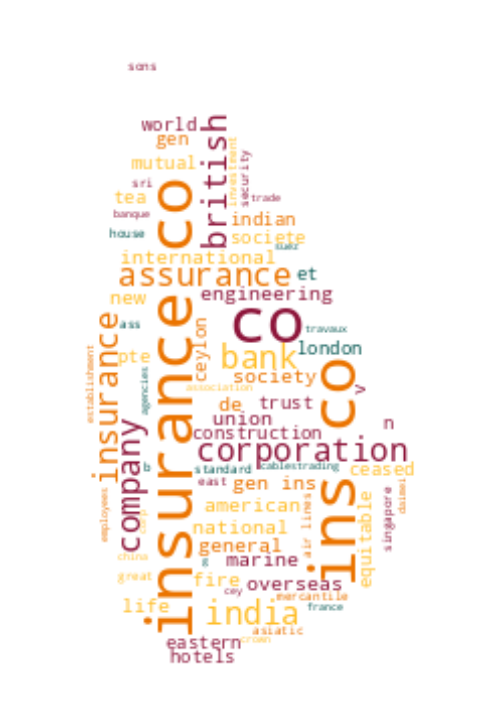 sons
world
gen
british
mutual
investment
security
sri
tea
trade
banque
indian
house
societe
suez
insurance co
international
assurance
et
new
engineering
co
ass
travaux
ceylon
london
insurance
pte
bank
establishment
society
agencies
association
ins co
v
de
trust
union
n
company
construction
corporation
b
standard
cablestrading
ceased
east
gen ins
employees
corp
american
air lines
equitable
singapore
daimei
national
general
china
g
marine
great
fire
overseas
cey
mercantile
life
india
france
asiatic
eastern
crown
hotels